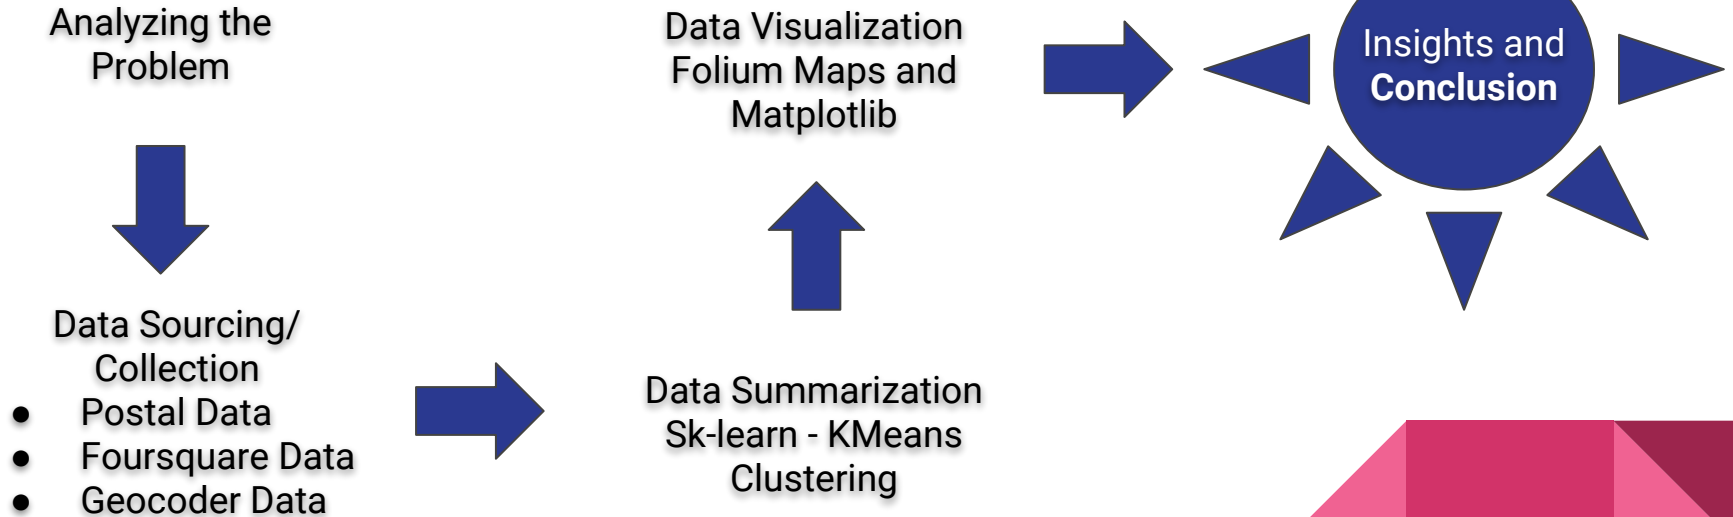 Analyzing the
Problem
Data Sourcing/
Collection
● Postal Data
● Foursquare Data
● Geocoder Data
Data Summarization
Sk-learn - KMeans
Clustering
Data Visualization
Folium Maps and
Matplotlib
Insights and
Conclusion